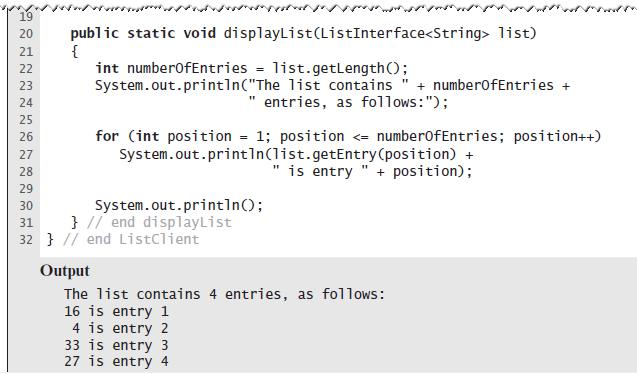 19
20 public static void displayList(ListInterface<String> list)
21 {
22 int numberOfEntries = list.getLength();
23 System.out.println("The list contains " + numberOfEntries +
24 " entries, as follows:");
25
26 for (int position = 1; position <= numberOfEntries; position++)
27 System.out.println(list.getEntry(position) +
28 " is entry " + position);
29
30 System.out.println();
31 } // end displayList
32 } // end ListClient
Output
The list contains 4 entries, as follows:
16 is entry 1
4 is entry 2
33 is entry 3
27 is entry 4